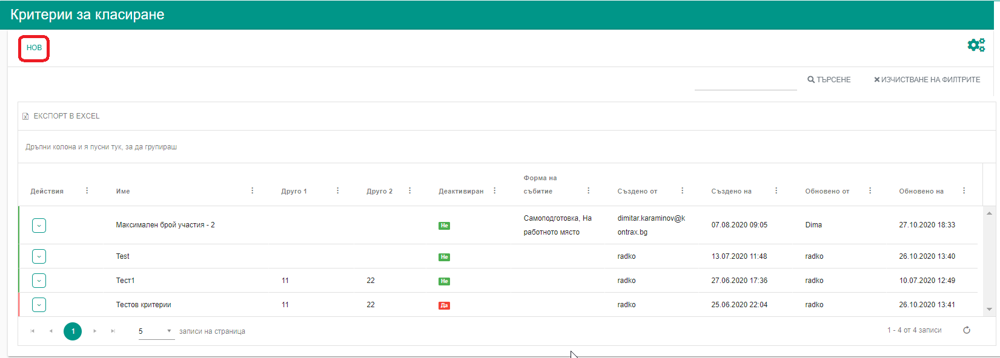 Критерии за класиране
НОВ
ТЪРСЕНЕ ИЗЧИСТВАНЕ НА ФИЛТРИТЕ
ЕКСПОРТ В EXCEL
Дръпни колона и я пусни тук, за да групираш
Действия Име Друго 1 Друго 2 Деактивиран Форма на събитие Създадено от Създадено на Обновено от Обновено на
Максимален брой участия - 2 Не Самоподготовка, На работното място dimitar.karaminov@kontrax.bg 07.08.2020 09:05 Dima 27.10.2020 18:33
Test Не radko 13.07.2020 11:48 radko 26.10.2020 13:40
Тест1 11 22 Не radko 27.06.2020 17:36 radko 10.07.2020 12:49
Тестов критерии 11 22 Да radko 25.06.2020 22:04 radko 26.10.2020 13:41
1 5 записи на страница 1 - 4 от 4 записи